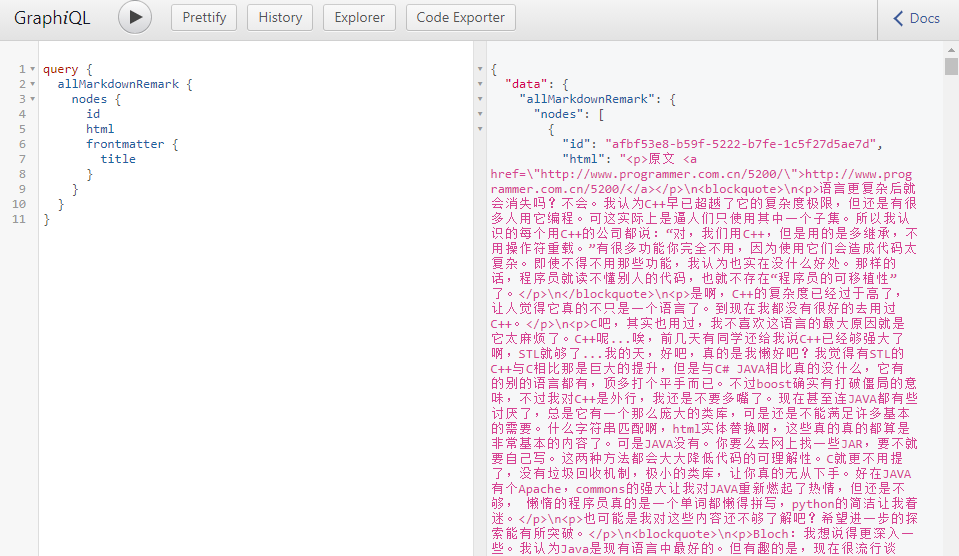 GraphiQL
Prettify
History
Explorer
Code Exporter
Docs
1 query {
2 allMarkdownRemark {
3 nodes {
4 id
5 html
6 frontmatter {
7 title
8 }
9 }
10 }
11 }
{
"data": {
"allMarkdownRemark": {
"nodes": [
{
"id": "afbf53e8-b59f-5222-b7fe-1c5f27d5ae7d",
"html": "<p>原文 <a
href=\"http://www.programmer.com.cn/5200/\">http://www.prog
rammer.com.cn/5200/</a></p>\n<blockquote>\n<p>语言更复杂后就
会消失吗？不会。我认为C++早已超越了它的复杂度极限，但还是有很
多人用它编程。可这实际上是逼人们只使用其中一个子集。所以我认
识的每个用C++的公司都说：“对，我们用C++，但是用的是多继承，不
用操作符重载。”有很多功能你完全不用，因为使用它们会造成代码太
复杂。即使不得不用那些功能，我认为也实在没什么好处。那样的
话，程序员就读不懂别人的代码，也就不存在“程序员的可移植性”
了。</p>\n</blockquote>\n<p>是啊，C++的复杂度已经过于高了，
让人觉得它真的不只是一个语言了。到现在我都没有很好的去用过
C++。</p>\n<p>C吧，其实也用过，我不喜欢这语言的最大原因就是
它太麻烦了。C++呢...唉，前几天有同学还给我说C++已经够强大了
啊，STL就够了...我的天，好吧，真的是我懒好吧？我觉得有STL的
C++与C相比那是巨大的提升，但是与C# JAVA相比真的没什么，它有
的别的语言都有，顶多打个平手而已。不过boost确实有打破僵局的意
味，不过我对C++是外行，我还是不要多嘴了。现在甚至连JAVA都有些
讨厌了，总是它有一个那么庞大的类库，可是还是不能满足许多基本
的需要。什么字符串匹配啊，html实体替换啊，这些真的真的都算是
非常基本的内容了。可是JAVA没有。你要么去网上找一些JAR，要不就
要自己写。这两种方法都会大大降低代码的可理解性。C就更不用提
了，没有垃圾回收机制，极小的类库，让你真的无从下手。好在JAVA
有个Apache，commons的强大让我对JAVA重新燃起了热情，但还是不
够， 懒惰的程序员真的是一个单词都懒得拼写，python的简洁让我着
迷。</p>\n<p>也可能是我对这些内容还不够了解吧？希望进一步的探
索能有所突破。</p>\n<blockquote>\n<p>Bloch：我想说得更深入一
些。我认为Java是现有语言中最好的。但有趣的是，现在很流行谈